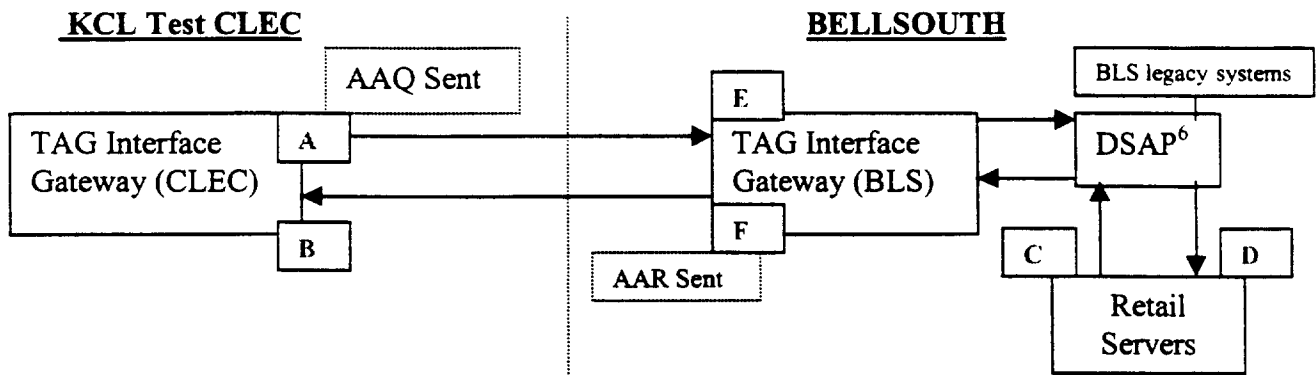 KCL Test CLEC
BELLSOUTH
AAQ Sent
BLS legacy systems
E
A
TAG Interface
Gateway (CLEC)
TAG Interface
Gateway (BLS)
DSAP⁶
B
F
C
D
AAR Sent
Retail
Servers